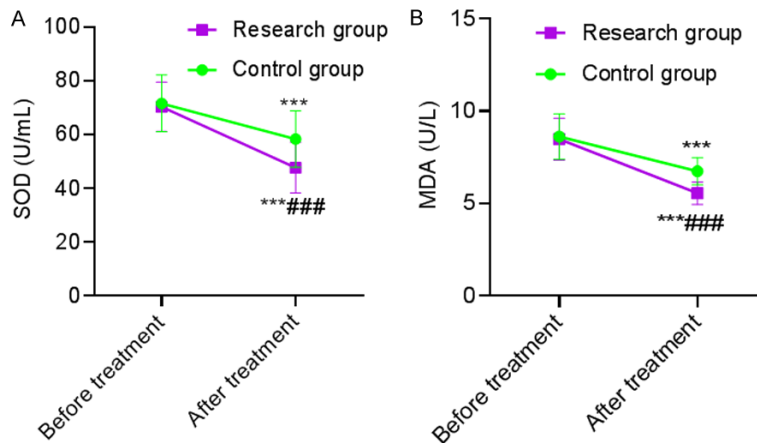 A
SOD (U/mL)
100
80
60
40
20
0
Research group
Control group
***
***###
Before treatment
After treatment
B
MDA (U/L)
15
10
5
0
Research group
Control group
***
***###
Before treatment
After treatment